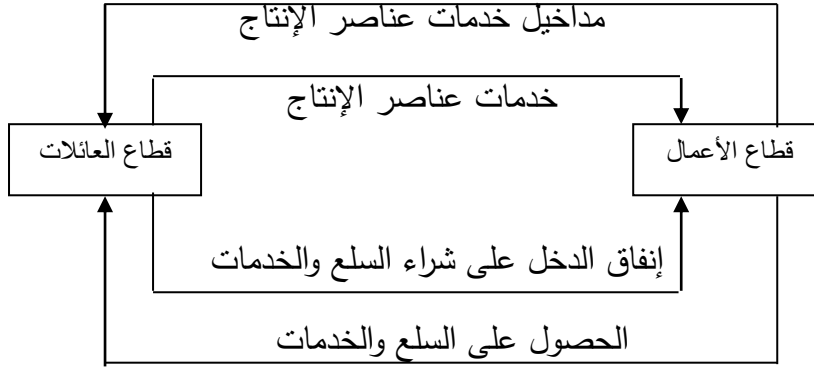 مداخيل خدمات عناصر الإنتاج
خدمات عناصر الإنتاج
قطاع الأعمال
قطاع العائلات
إنفاق الدخل على شراء السلع والخدمات
الحصول على السلع والخدمات